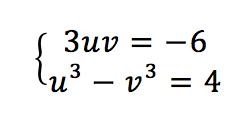 3uv = −6
u³ − v³ = 4